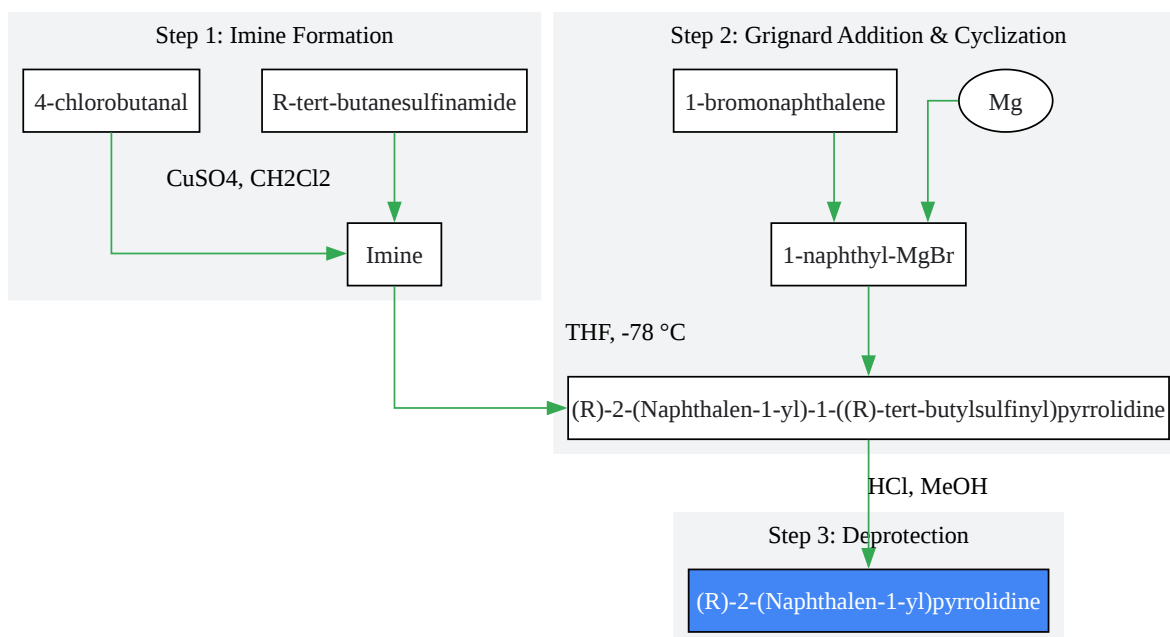 Step 1: Imine Formation
4-chlorobutanal
R-tert-butanesulfinamide
CuSO4, CH2Cl2
Imine
Step 2: Grignard Addition & Cyclization
1-bromonaphthalene
Mg
1-naphthyl-MgBr
THF, -78 °C
(R)-2-(Naphthalen-1-yl)-1-((R)-tert-butylsulfinyl)pyrrolidine
HCl, MeOH
Step 3: Deprotection
(R)-2-(Naphthalen-1-yl)pyrrolidine